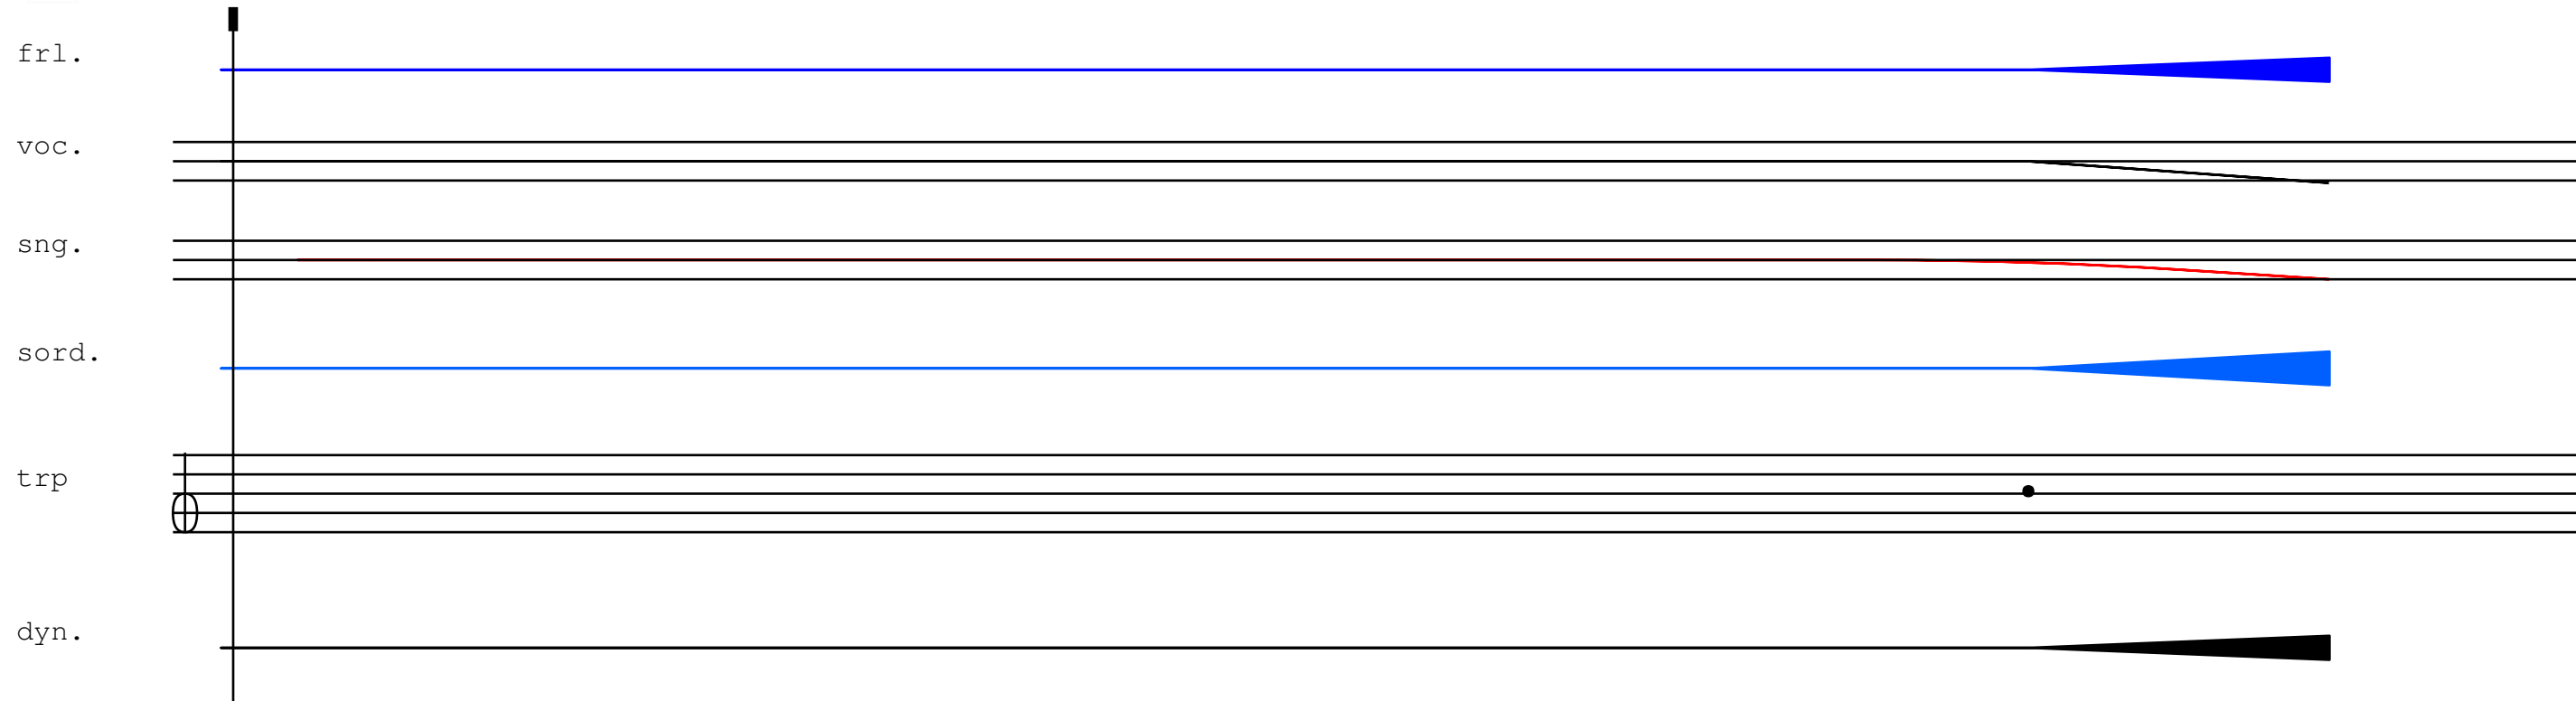 frl.
voc.
sng.
sord.
trp
dyn.